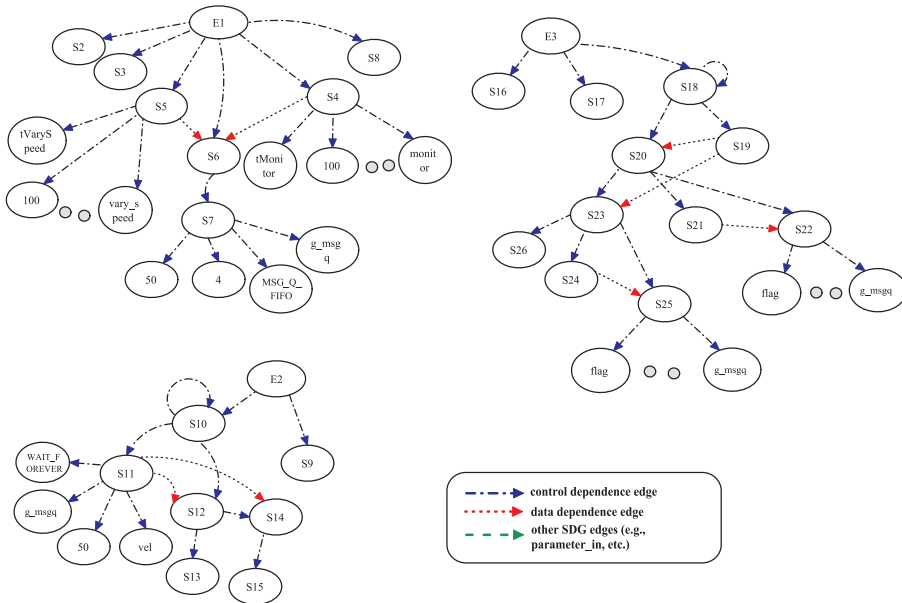 E1
S2
S3
S8
S5
S4
tVaryS
peed
S6
tMoni
tor
100
monit
or
100
vary_s
peed
S7
g_msg
q
50
4
MSG_Q_
FIFO
E3
S16
S17
S18
S20
S19
S23
S21
S22
S26
S24
flag
g_msgq
S25
flag
g_msgq
E2
S10
S9
WAIT_F
OREVER
S11
g_msgq
S12
S14
50
vel
S13
S15
control dependence edge
data dependence edge
other SDG edges (e.g.,
parameter_in, etc.)